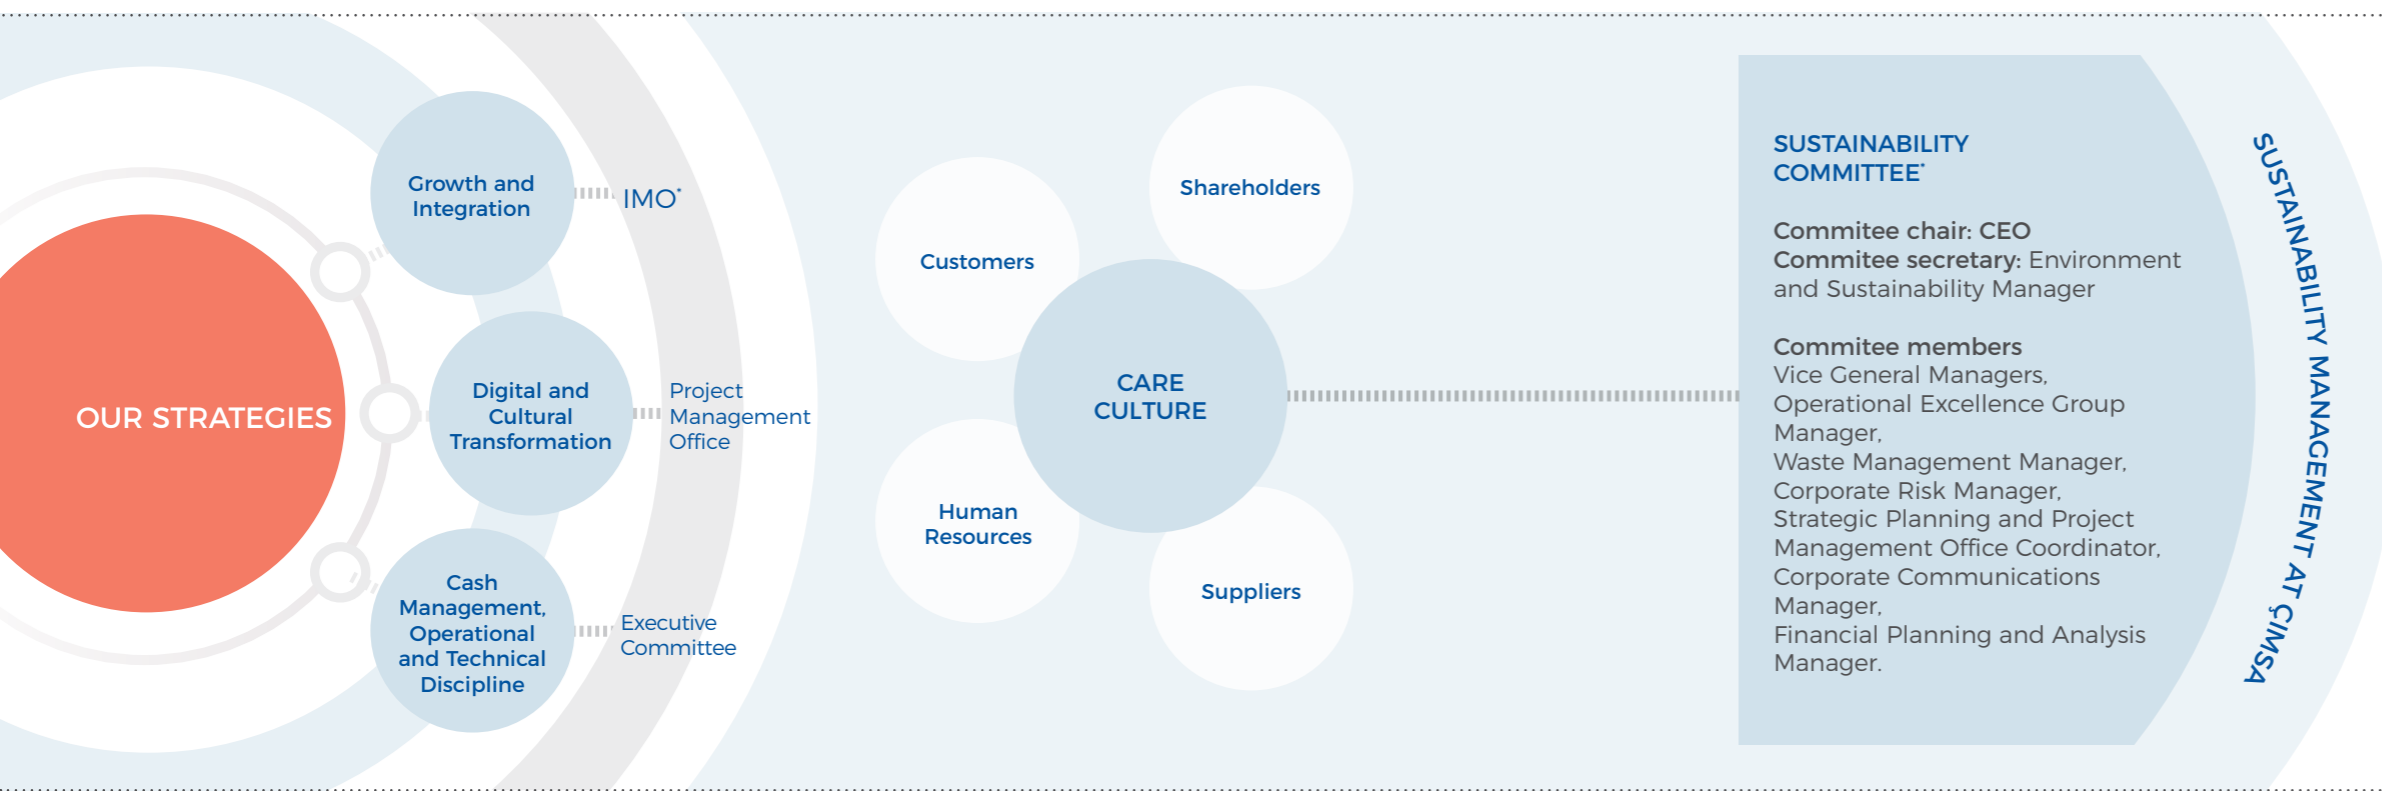 OUR STRATEGIES
Growth and
Integration
IMO*
Digital and
Cultural
Transformation
Project
Management
Office
Cash
Management,
Operational
and Technical
Discipline
Executive
Committee
Customers
Shareholders
CARE
CULTURE
Human
Resources
Suppliers
SUSTAINABILITY
COMMITTEE*
Commitee chair: CEO
Commitee secretary: Environment
and Sustainability Manager
Commitee members
Vice General Managers,
Operational Excellence Group
Manager,
Waste Management Manager,
Corporate Risk Manager,
Strategic Planning and Project
Management Office Coordinator,
Corporate Communications
Manager,
Financial Planning and Analysis
Manager.
SUSTAINABILITY MANAGEMENT AT ÇIMSA